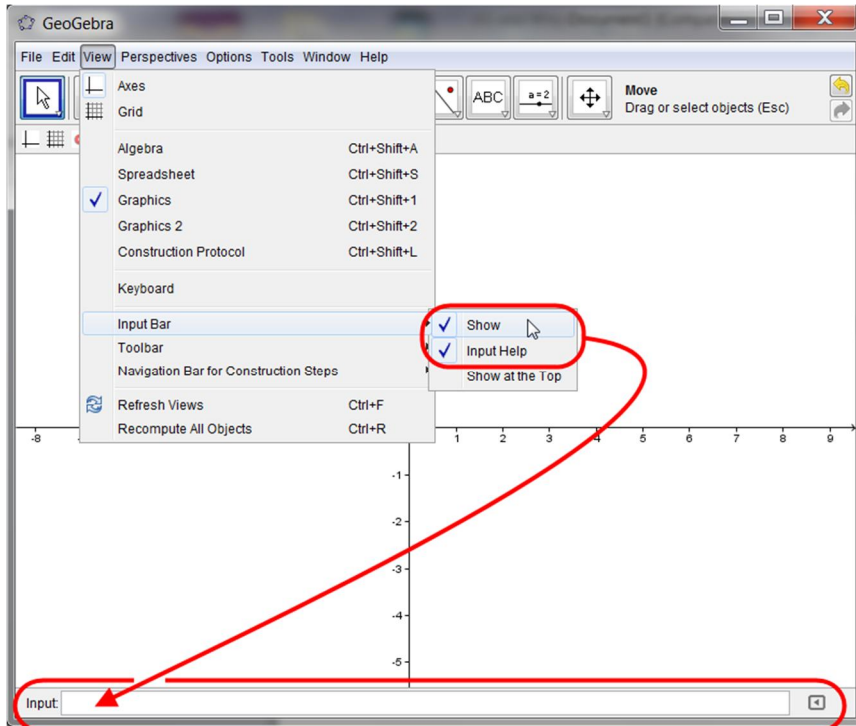 GeoGebra
File Edit View Perspectives Options Tools Window Help
ABC a=2
Move
Drag or select objects (Esc)
Axes
Grid
Algebra Ctrl+Shift+A
Spreadsheet Ctrl+Shift+S
Graphics Ctrl+Shift+1
Graphics 2 Ctrl+Shift+2
Construction Protocol Ctrl+Shift+L
Keyboard
Input Bar
Show
Toolbar
Input Help
Navigation Bar for Construction Steps
Show at the Top
Refresh Views Ctrl+F
Recompute All Objects Ctrl+R
-8 1 2 3 4 5 6 7 8 9
-1
-2
-3
-4
-5
Input: